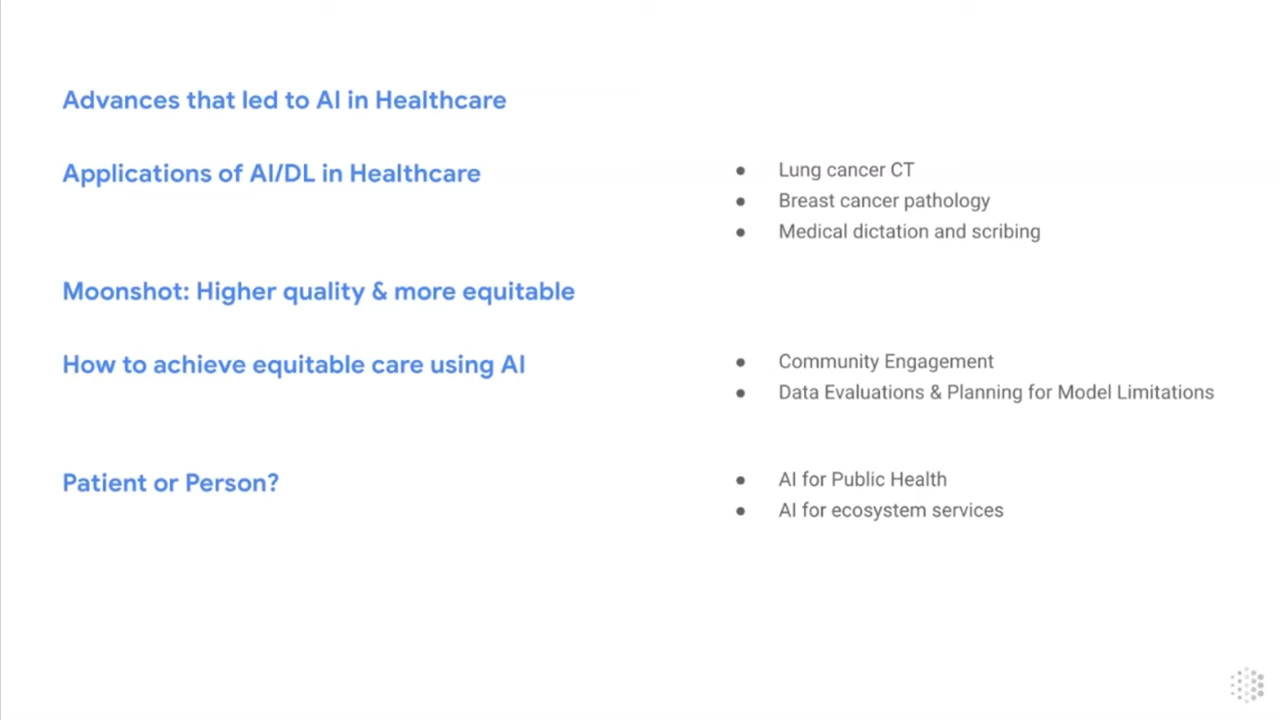 Advances that led to AI in Healthcare
Applications of AI/DL in Healthcare
● Lung cancer CT
● Breast cancer pathology
● Medical dictation and scribing
Moonshot: Higher quality & more equitable
How to achieve equitable care using AI
● Community Engagement
● Data Evaluations & Planning for Model Limitations
Patient or Person?
● AI for Public Health
● AI for ecosystem services